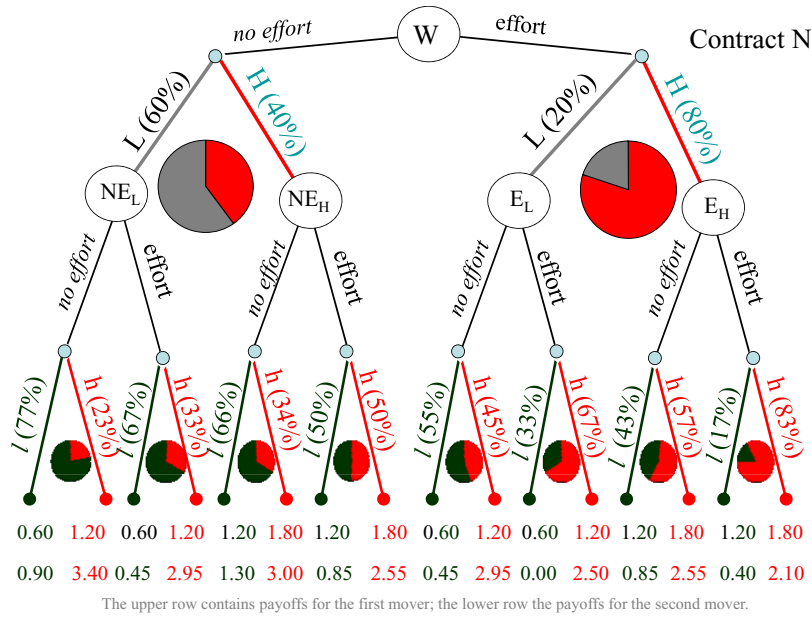 W
no effort
effort
Contract N
L (60%)
H (40%)
L (20%)
H (80%)
NE_L
NE_H
E_L
E_H
no effort
effort
no effort
effort
no effort
effort
no effort
effort
l (77%)
h (23%)
l (67%)
h (33%)
l (66%)
h (34%)
l (50%)
h (50%)
l (55%)
h (45%)
l (33%)
h (67%)
l (43%)
h (57%)
l (17%)
h (83%)
0.60 1.20 0.60 1.20 1.20 1.80 1.20 1.80 0.60 1.20 0.60 1.20 1.20 1.80 1.20 1.80
0.90 3.40 0.45 2.95 1.30 3.00 0.85 2.55 0.45 2.95 0.00 2.50 0.85 2.55 0.40 2.10
The upper row contains payoffs for the first mover; the lower row the payoffs for the second mover.